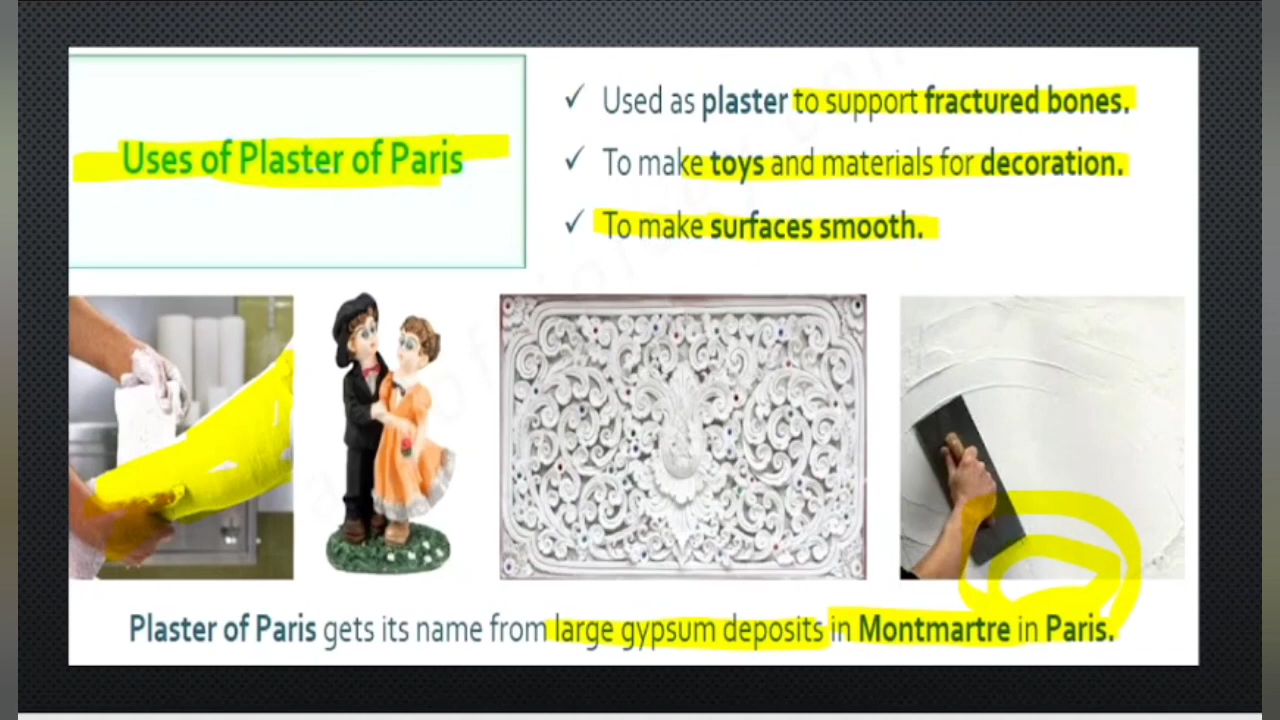 Uses of Plaster of Paris
✓ Used as plaster to support fractured bones.
✓ To make toys and materials for decoration.
✓ To make surfaces smooth.
Plaster of Paris gets its name from large gypsum deposits in Montmartre in Paris.